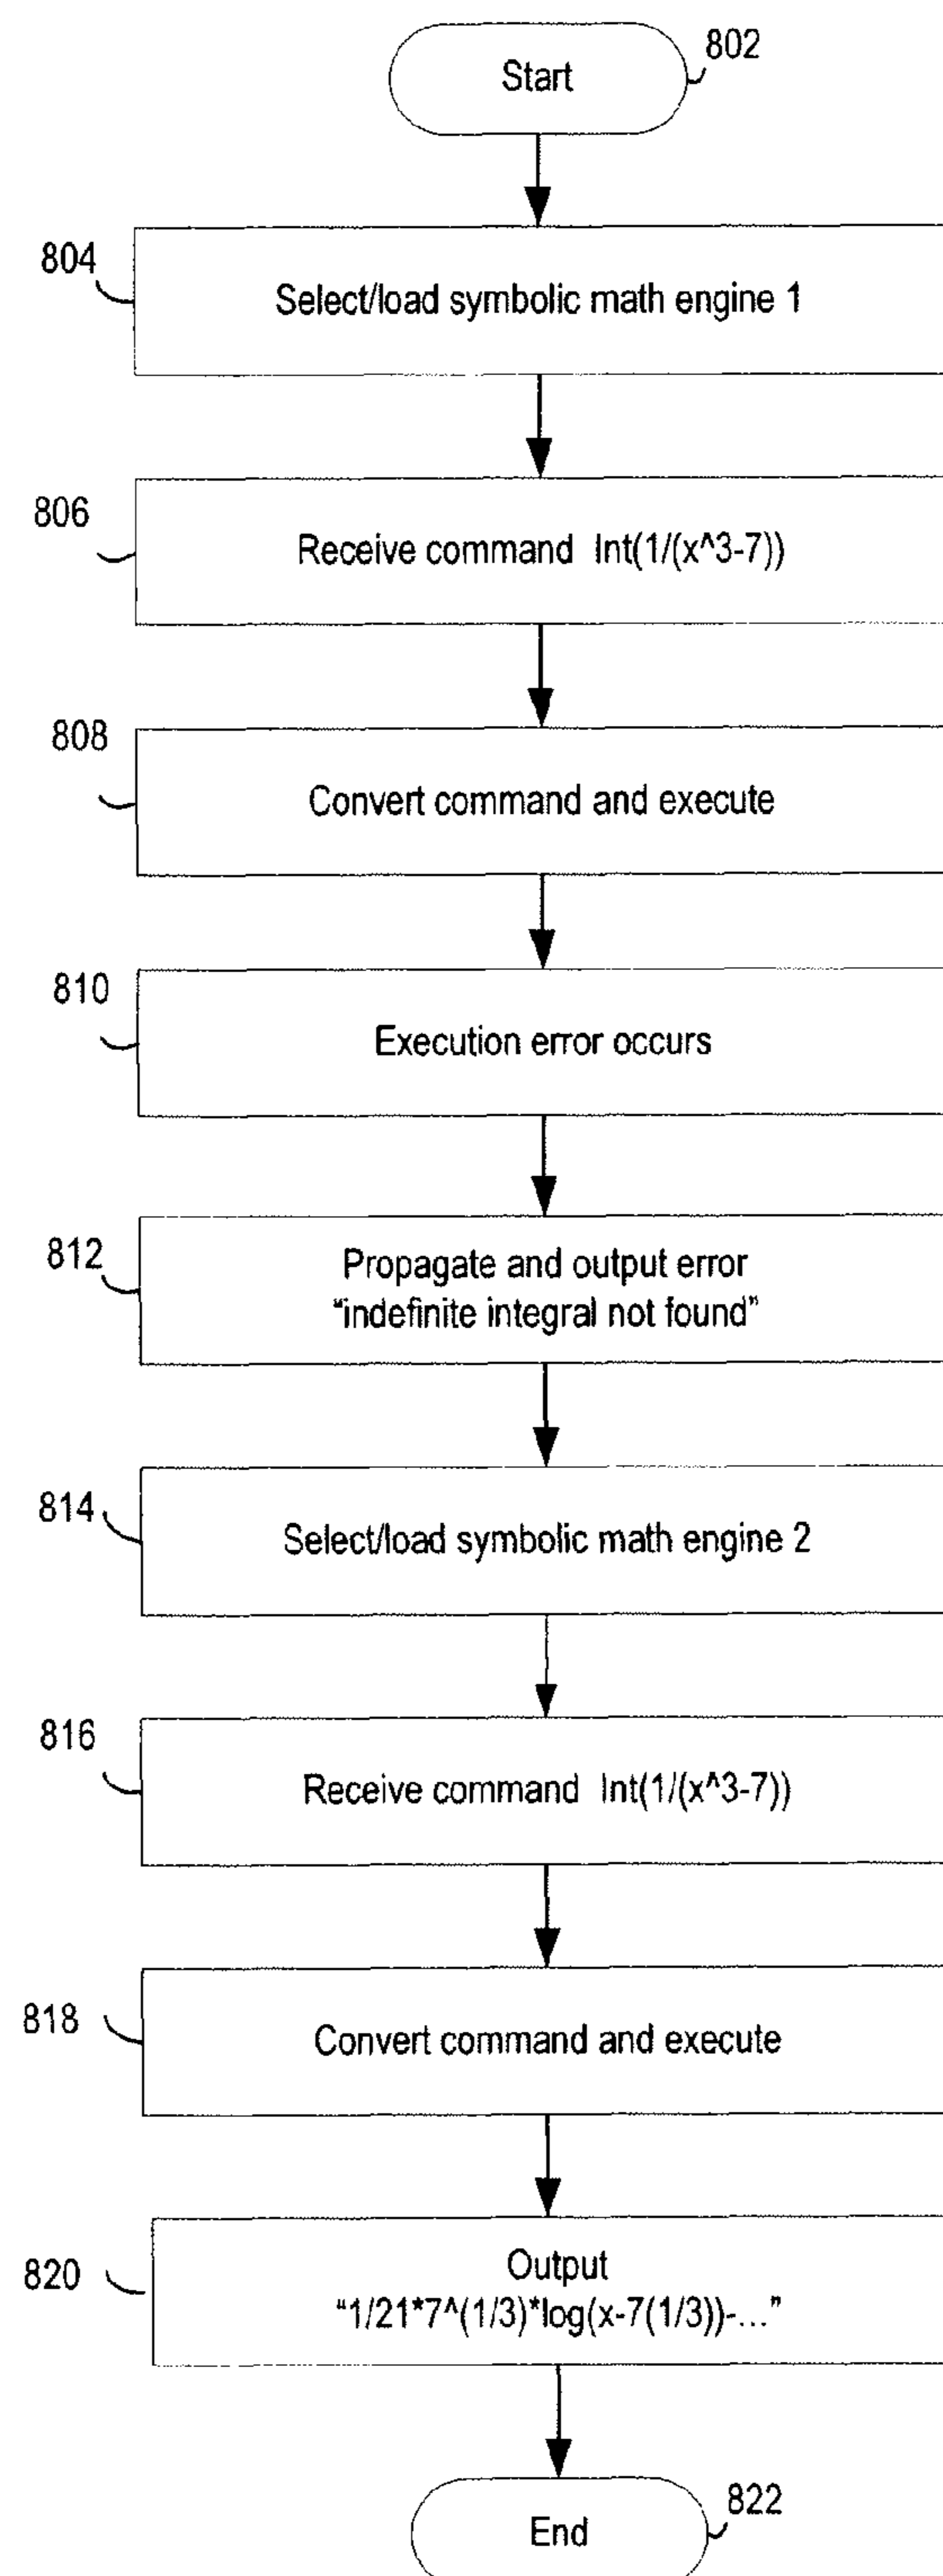 Start
802
804
Select/load symbolic math engine 1
806
Receive command Int(1/(x^3-7))
808
Convert command and execute
810
Execution error occurs
812
Propagate and output error
“indefinite integral not found”
814
Select/load symbolic math engine 2
816
Receive command Int(1/(x^3-7))
818
Convert command and execute
820
Output
“1/21*7^(1/3)*log(x-7(1/3))-...”
End
822